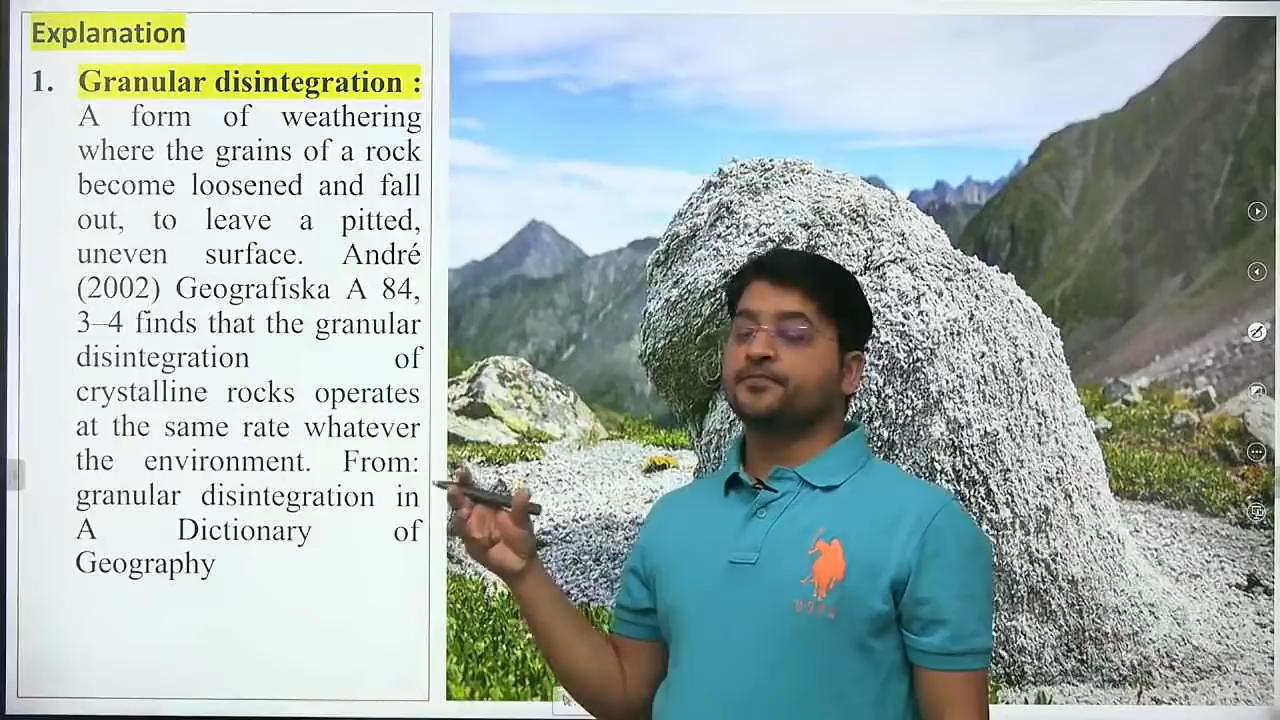 Explanation
1. Granular disintegration :
A form of weathering
where the grains of a rock
become loosened and fall
out, to leave a pitted,
uneven surface. André
(2002) Geografiska A 84,
3–4 finds that the granular
disintegration of
crystalline rocks operates
at the same rate whatever
the environment. From:
granular disintegration in
A Dictionary of
Geography
USPA